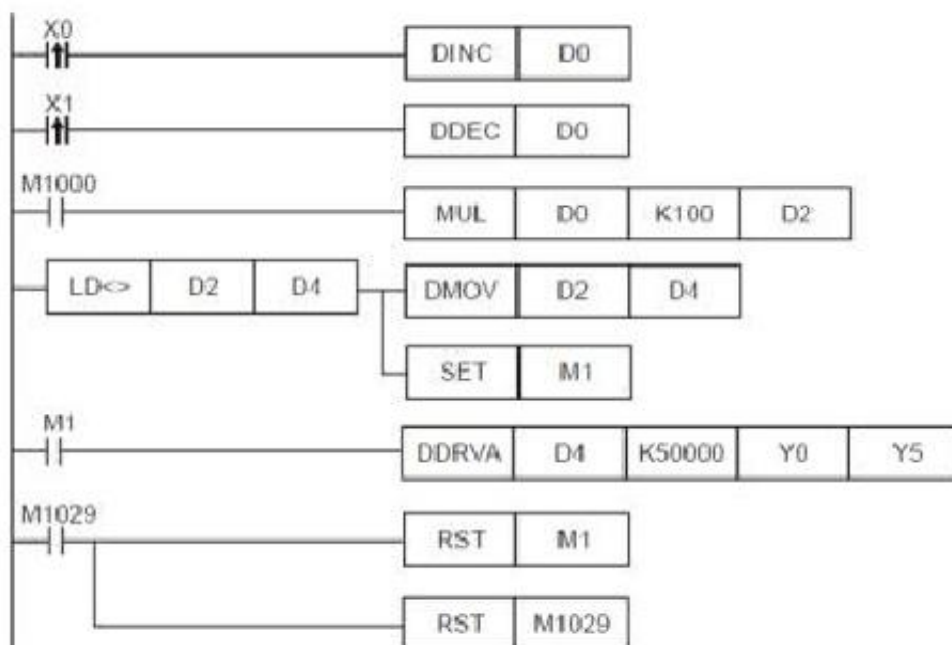 X0
DINC D0
X1
DDEC D0
M1000
MUL D0 K100 D2
LD<> D2 D4 DMOV D2 D4
SET M1
M1
DDRVA D4 K50000 Y0 Y5
M1029
RST M1
RST M1029